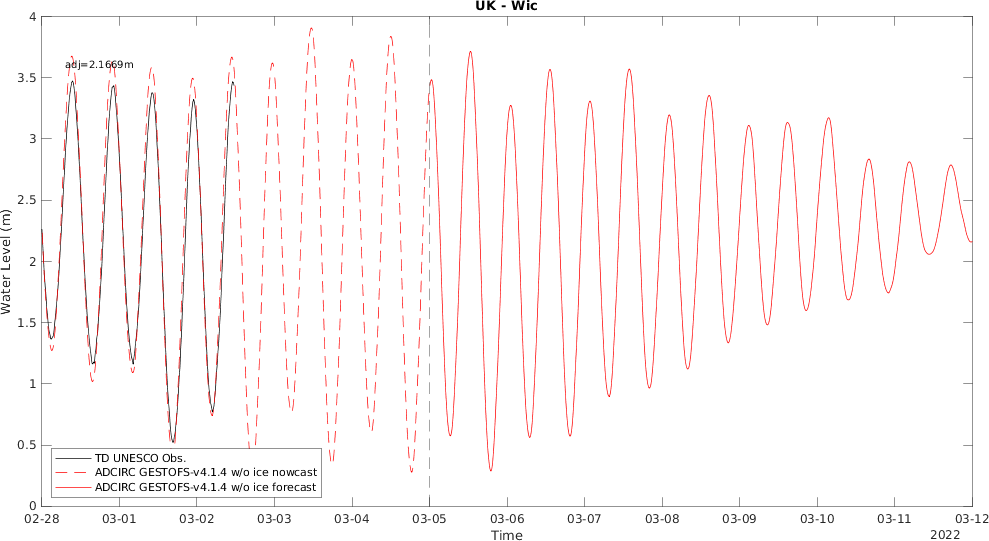 UK - Wic
4
3.5
3
2.5
2
1.5
1
0.5
0
Water Level (m)
adj=2.1669m
TD UNESCO Obs.
ADCIRC GESTOFS-v4.1.4 w/o ice nowcast
ADCIRC GESTOFS-v4.1.4 w/o ice forecast
02-28 03-01 03-02 03-03 03-04 03-05 03-06 03-07 03-08 03-09 03-10 03-11 03-12
Time
2022